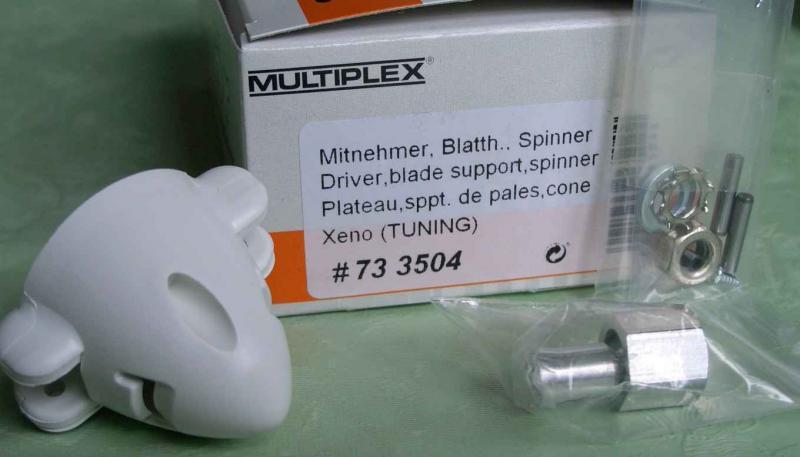 MULTIPLEX®
Mitnehmer, Blatth.. Spinner
Driver,blade support,spinner
Plateau,sppt. de pales,cone
Xeno (TUNING)
#73 3504